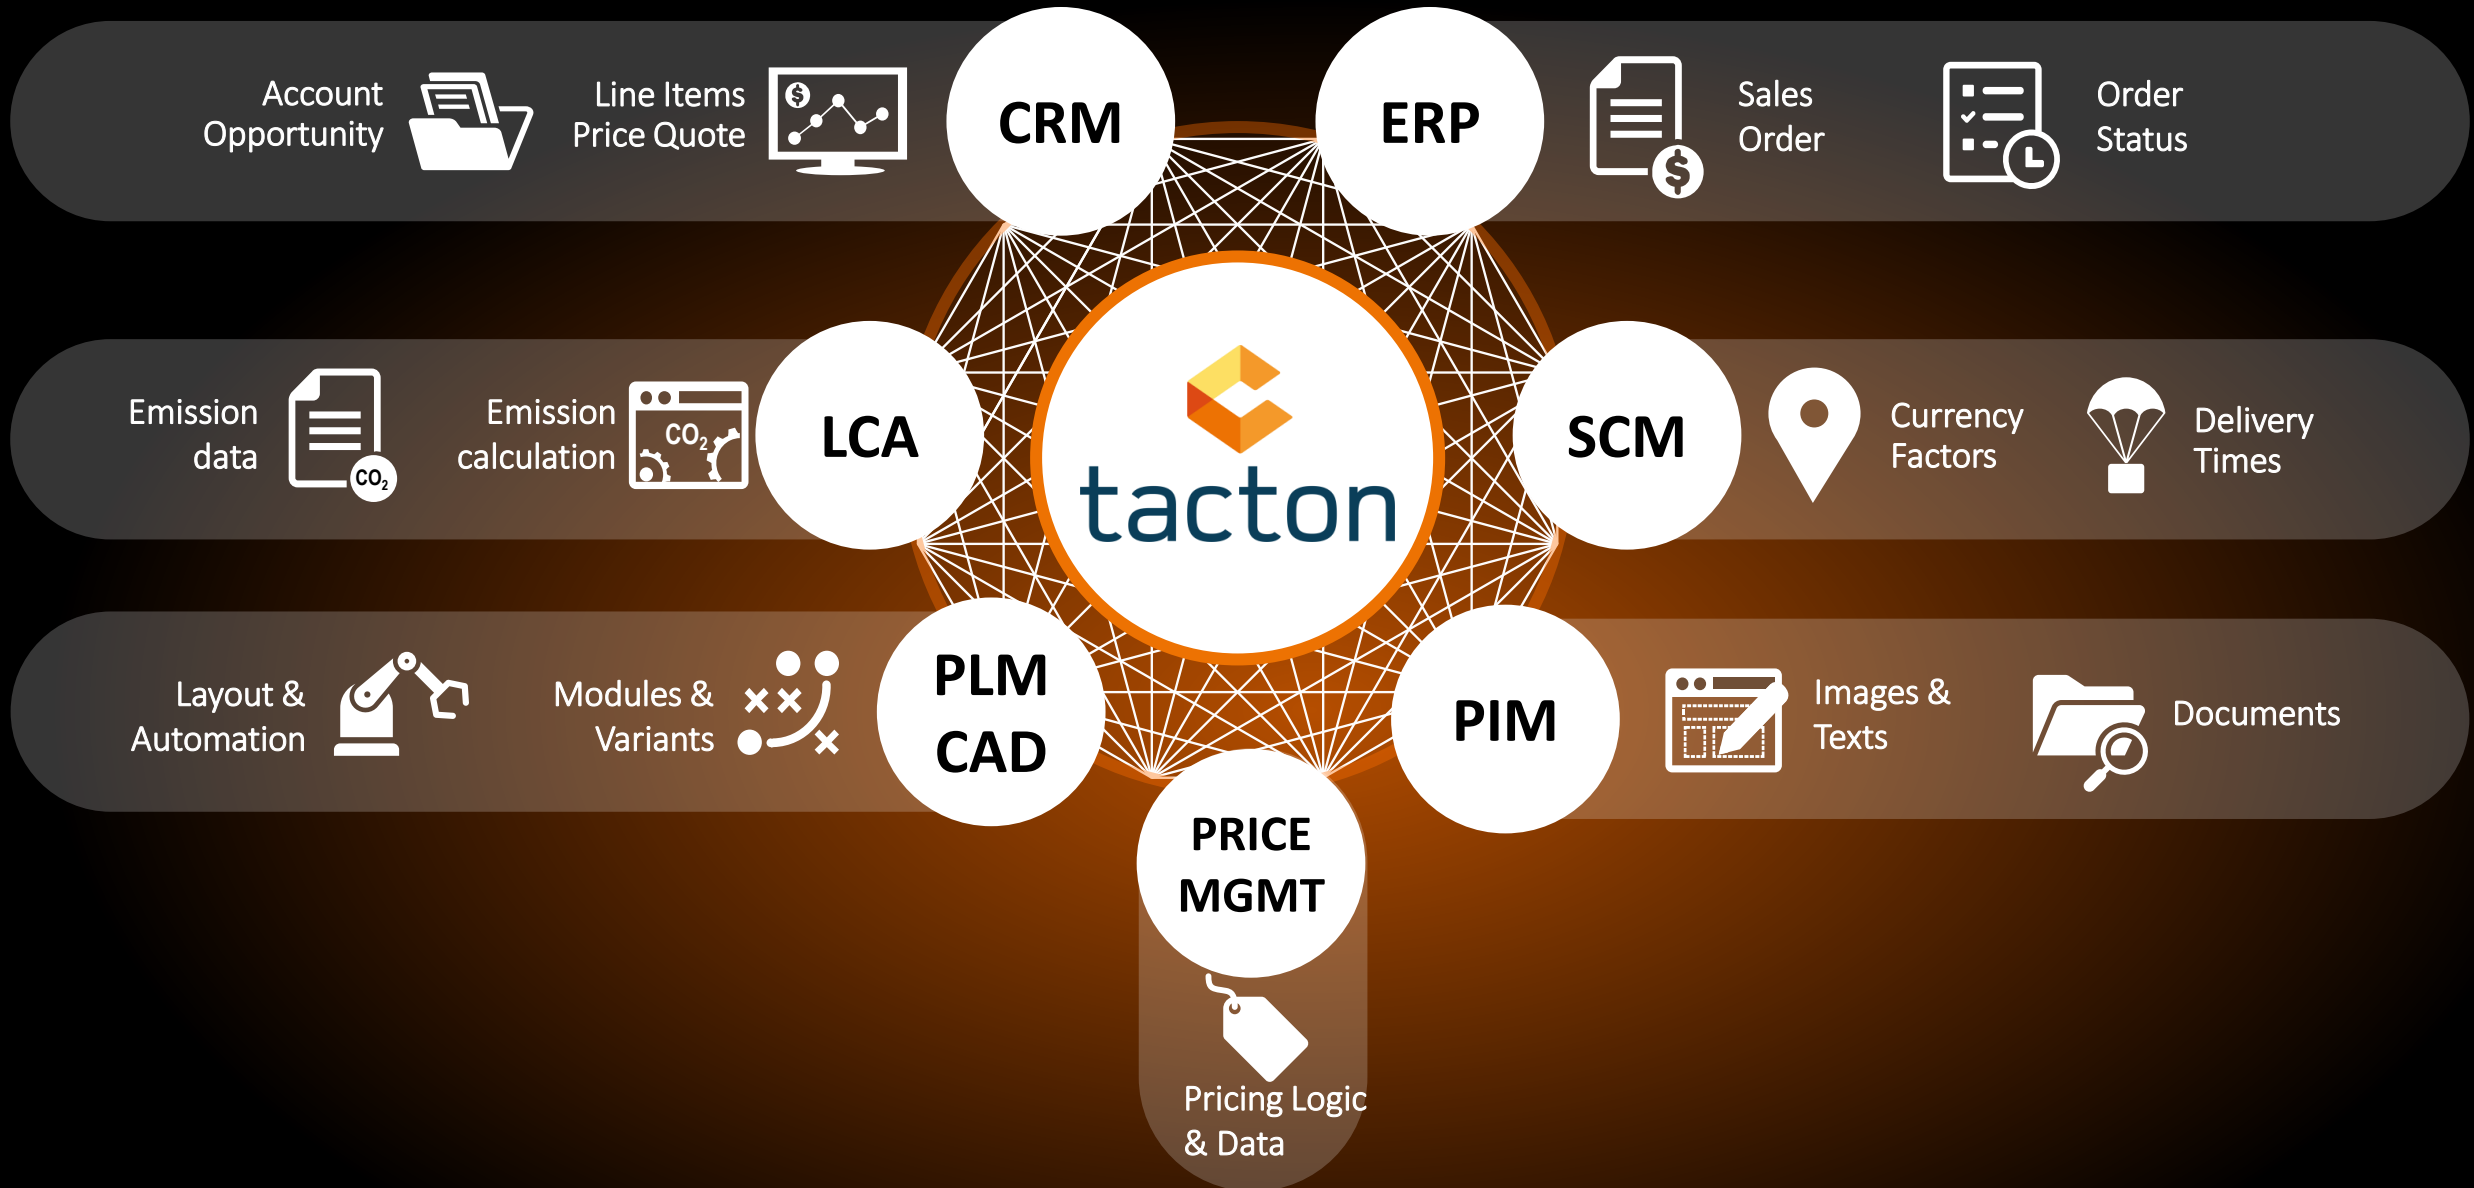 Account
Opportunity
Line Items
Price Quote
$
CRM
ERP
$
Sales
Order
Order
Status
Emission
data
CO2
Emission
calculation
CO2
LCA
tacton
SCM
Currency
Factors
Delivery
Times
Layout &
Automation
Modules &
Variants
PLM
CAD
PIM
Images &
Texts
Documents
PRICE
MGMT
Pricing Logic
& Data